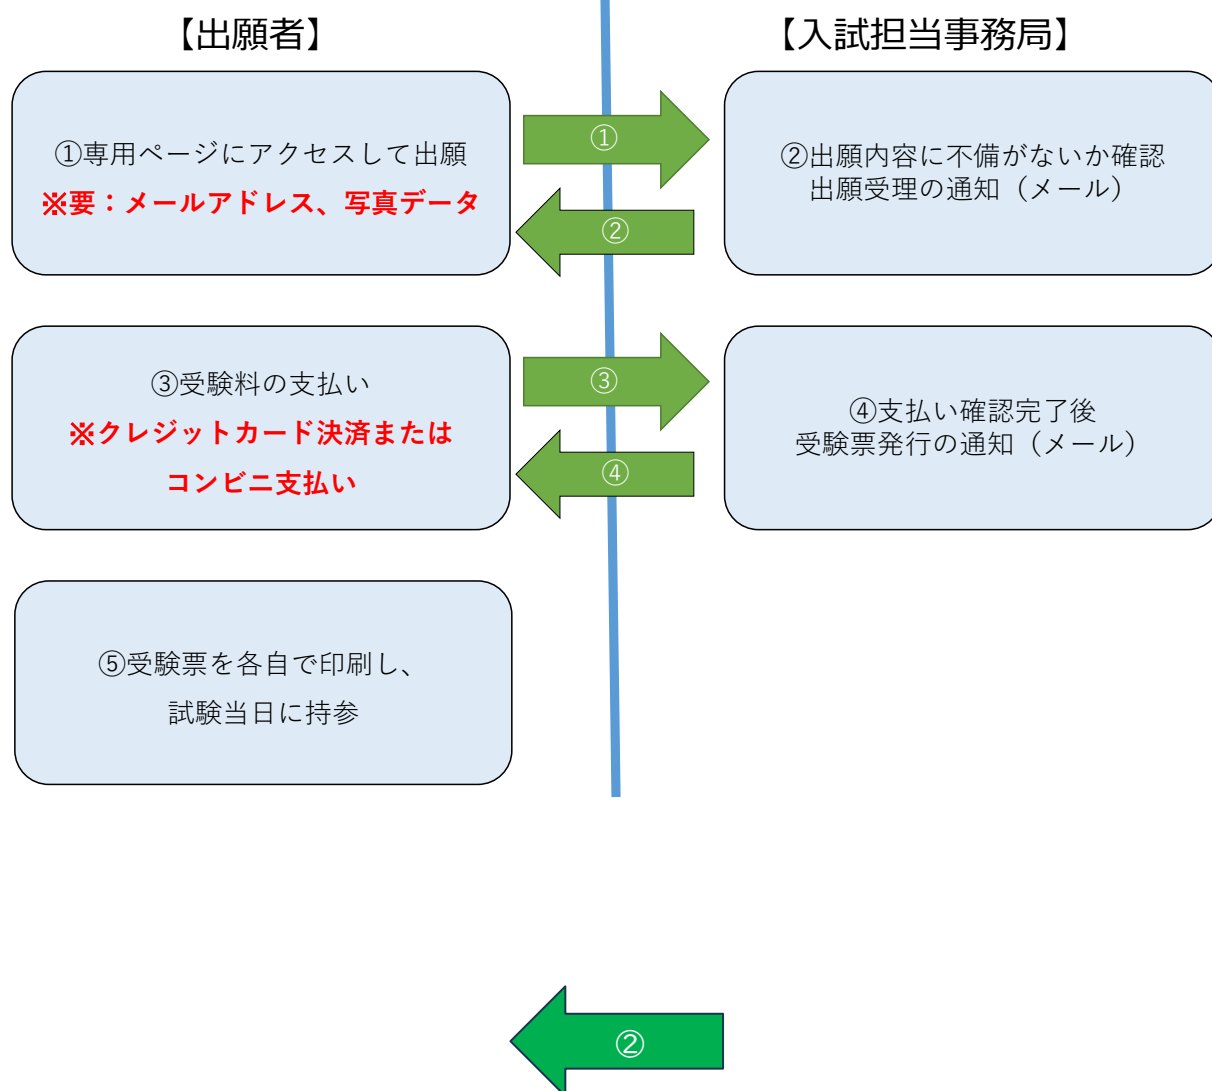 【出願者】
【入試担当事務局】
①専用ページにアクセスして出願
※要：メールアドレス、写真データ
①
②
②出願内容に不備がないか確認
出願受理の通知（メール）
③受験料の支払い
※クレジットカード決済または
コンビニ支払い
③
④
④支払い確認完了後
受験票発行の通知（メール）
⑤受験票を各自で印刷し、
試験当日に持参
②